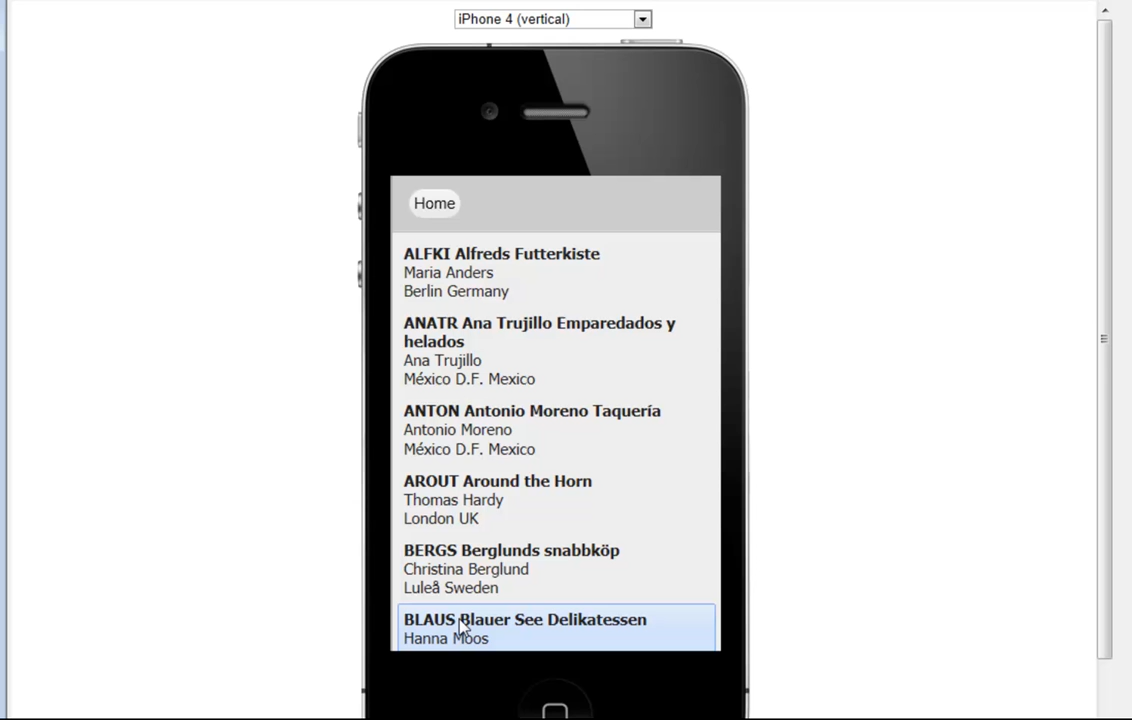 iPhone 4 (vertical)
Home
ALFKI Alfreds Futterkiste
Maria Anders
Berlin Germany
ANATR Ana Trujillo Emparedados y
helados
Ana Trujillo
México D.F. Mexico
ANTON Antonio Moreno Taquería
Antonio Moreno
México D.F. Mexico
AROUT Around the Horn
Thomas Hardy
London UK
BERGS Berglunds snabbköp
Christina Berglund
Luleå Sweden
BLAUS Blauer See Delikatessen
Hanna Moos